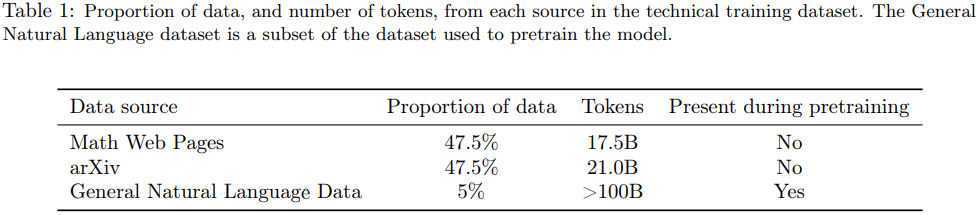 Table 1: Proportion of data, and number of tokens, from each source in the technical training dataset. The General
Natural Language dataset is a subset of the dataset used to pretrain the model.
Data source Proportion of data Tokens Present during pretraining
Math Web Pages 47.5% 17.5B No
arXiv 47.5% 21.0B No
General Natural Language Data 5% >100B Yes